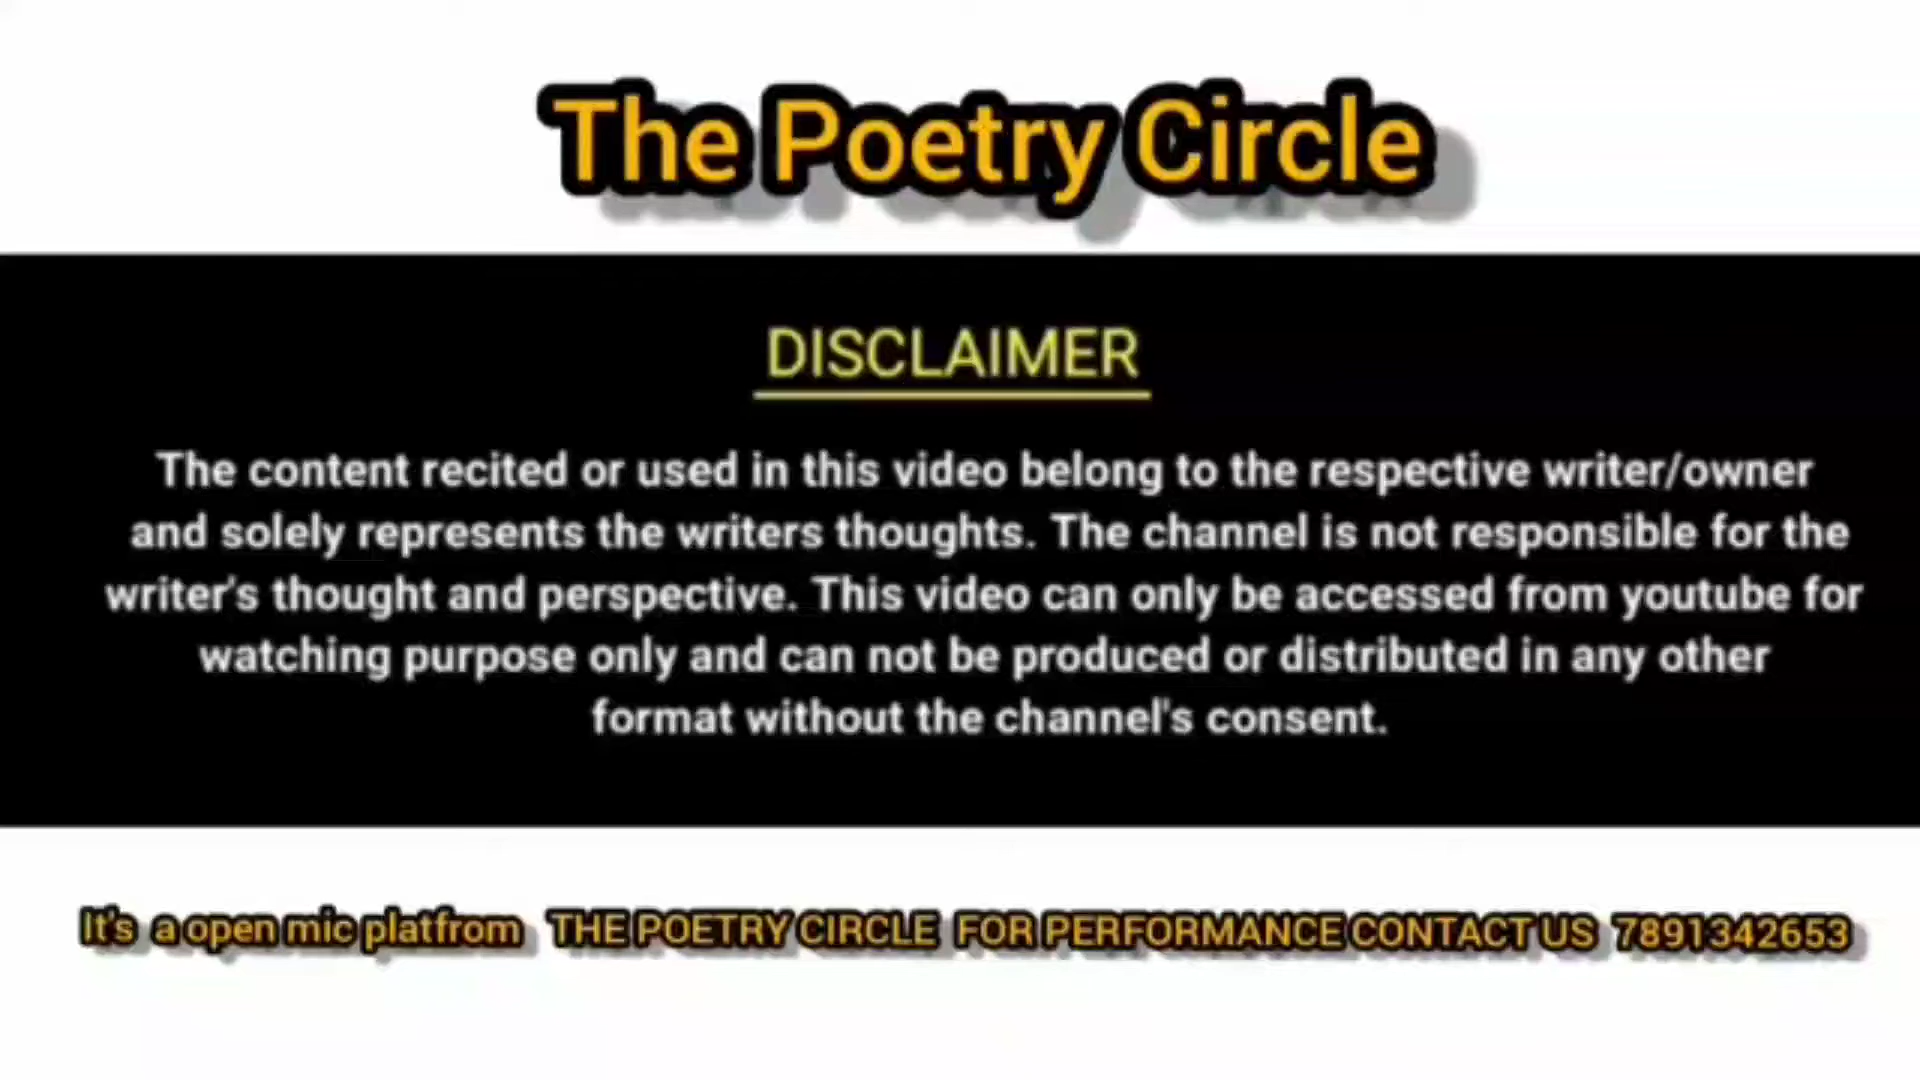 The Poetry Circle
DISCLAIMER
The content recited or used in this video belong to the respective writer/owner
and solely represents the writers thoughts. The channel is not responsible for the
writer's thought and perspective. This video can only be accessed from youtube for
watching purpose only and can not be produced or distributed in any other
format without the channel's consent.
It's a open mic platfrom THE POETRY CIRCLE FOR PERFORMANCE CONTACT US 7891342653